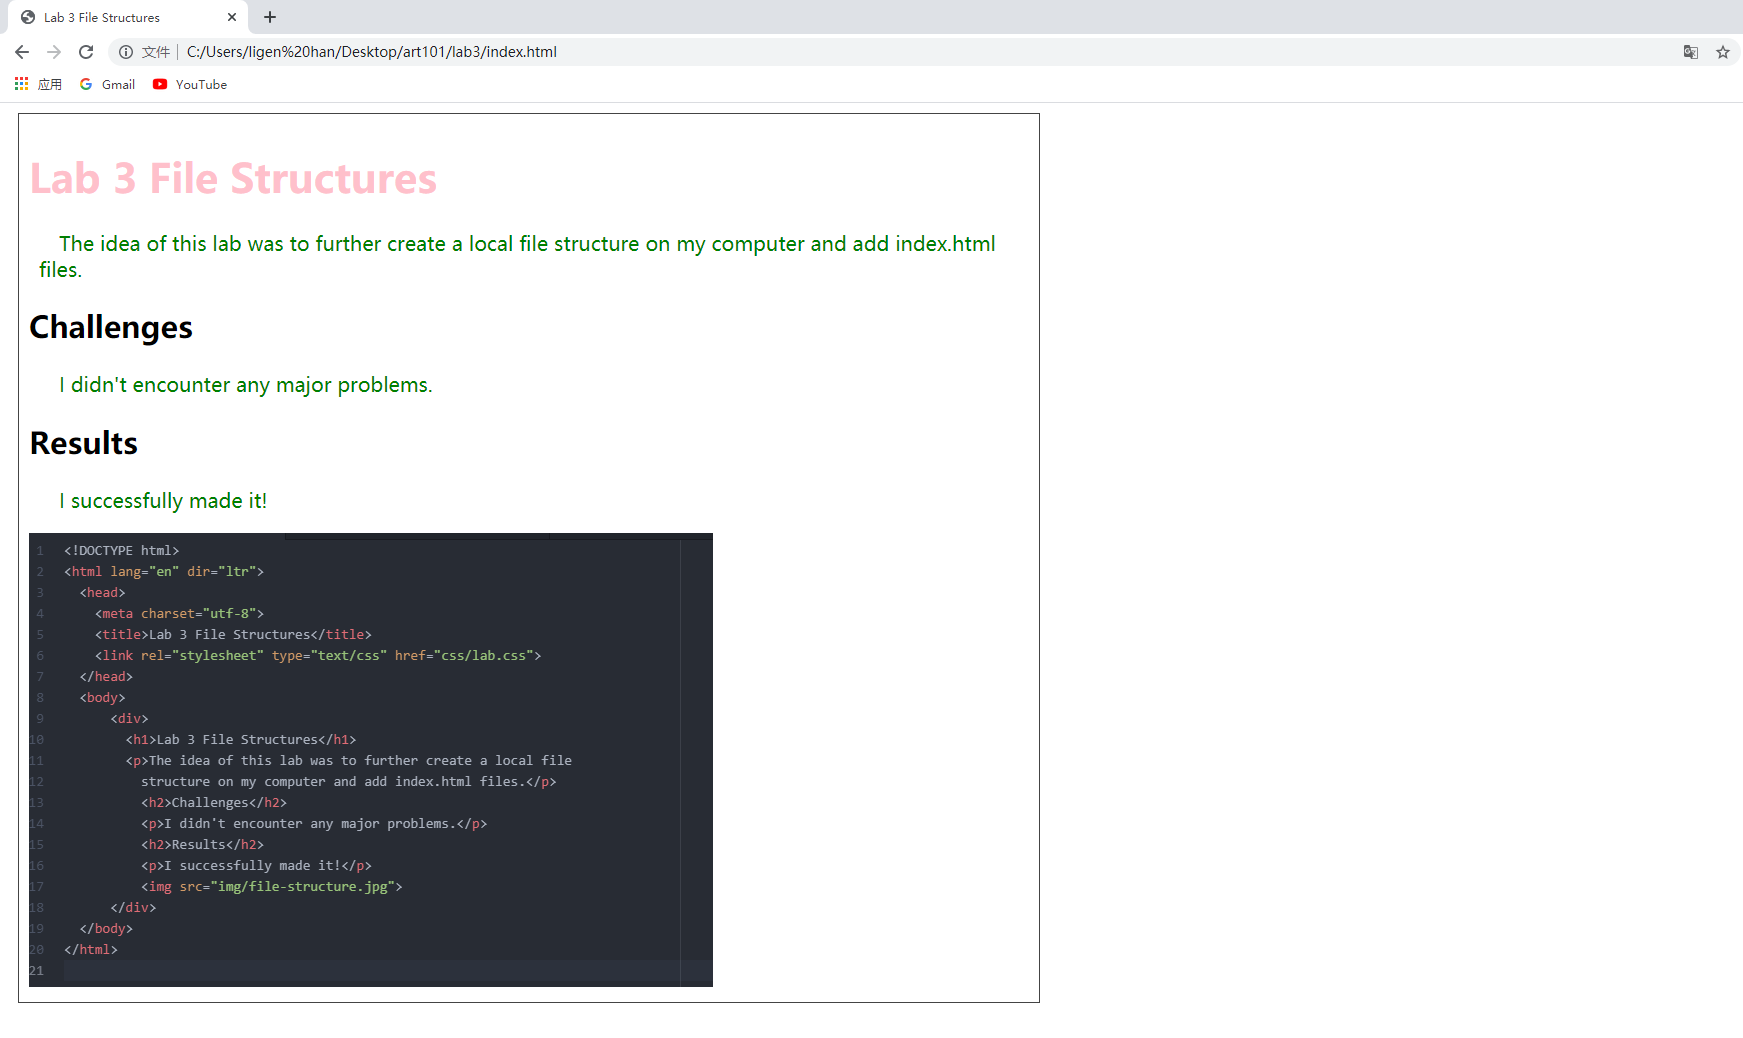 Lab 3 File Structures
文件 C:/Users/ligen%20han/Desktop/art101/lab3/index.html
应用 Gmail YouTube
Lab 3 File Structures
The idea of this lab was to further create a local file structure on my computer and add index.html
files.
Challenges
I didn't encounter any major problems.
Results
I successfully made it!
1 <!DOCTYPE html>
2 <html lang="en" dir="ltr">
3 <head>
4 <meta charset="utf-8">
5 <title>Lab 3 File Structures</title>
6 <link rel="stylesheet" type="text/css" href="css/lab.css">
7 </head>
8 <body>
9 <div>
10 <h1>Lab 3 File Structures</h1>
11 <p>The idea of this lab was to further create a local file
12 structure on my computer and add index.html files.</p>
13 <h2>Challenges</h2>
14 <p>I didn't encounter any major problems.</p>
15 <h2>Results</h2>
16 <p>I successfully made it!</p>
17 <img src="img/file-structure.jpg">
18 </div>
19 </body>
20 </html>
21